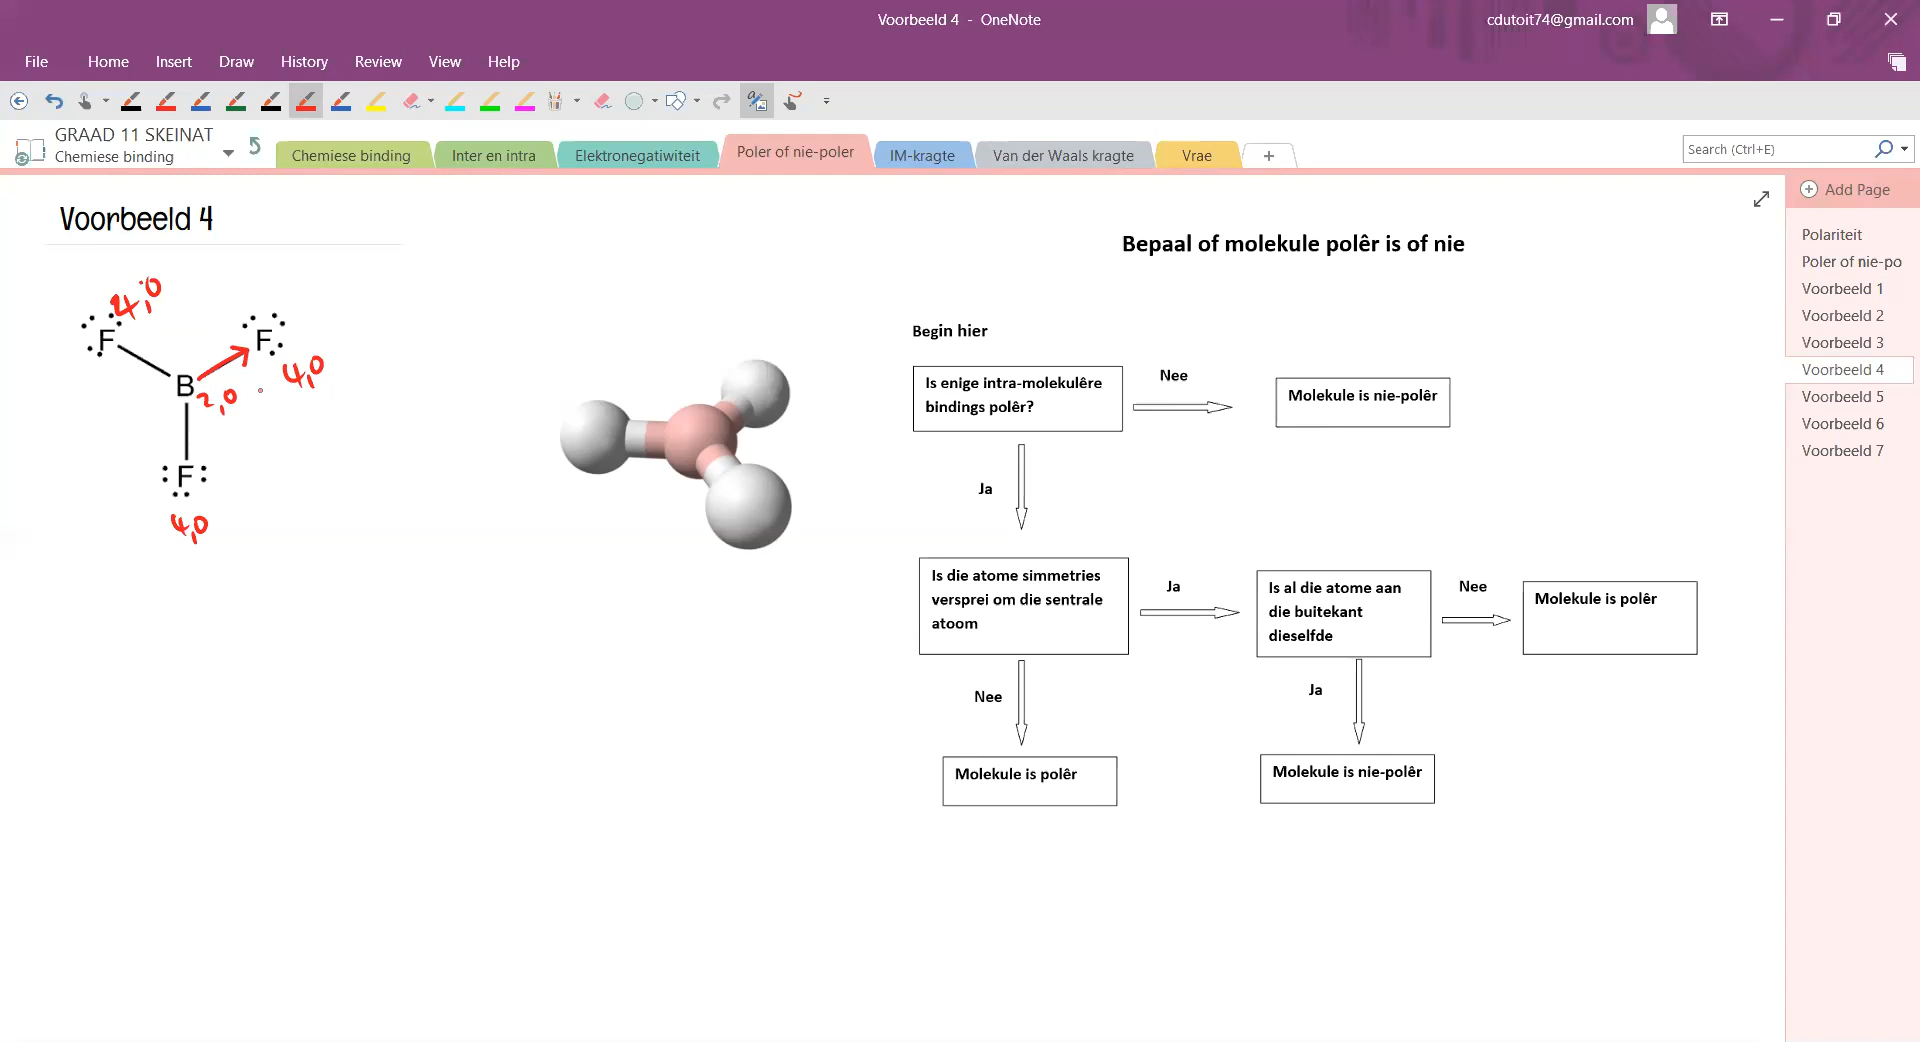 Voorbeeld 4 - OneNote
cdutoit74@gmail.com
File Home Insert Draw History Review View Help
GRAAD 11 SKEINAT
Chemiese binding
Chemiese binding
Inter en intra
Elektronegatiwiteit
Poler of nie-poler
IM-kragte
Van der Waals kragte
Vrae
+
Search (Ctrl+E)
Add Page
Polariteit
Poler of nie-po
Voorbeeld 1
Voorbeeld 2
Voorbeeld 3
Voorbeeld 4
Voorbeeld 5
Voorbeeld 6
Voorbeeld 7
Voorbeeld 4
4,0
F
F
4,0
B
2,0
F
4,0
Bepaal of molekule polêr is of nie
Begin hier
Is enige intra-molekulêre
bindings polêr?
Nee
Molekule is nie-polêr
Ja
Is die atome simmetries
versprei om die sentrale
atoom
Ja
Is al die atome aan
die buitekant
dieselfde
Nee
Molekule is polêr
Nee
Ja
Molekule is polêr
Molekule is nie-polêr